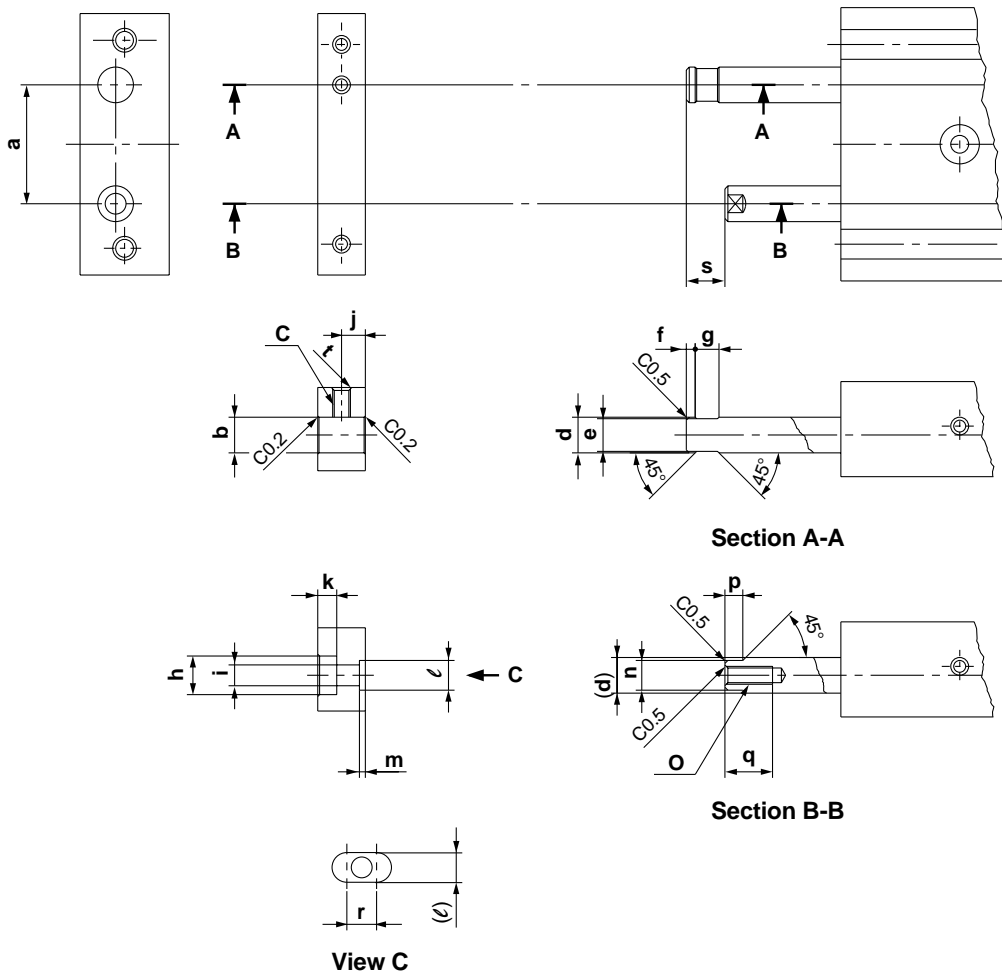 a
A
A
B
B
s
C
t
j
f
g
C0.5
b
C0.2
C0.2
d
e
45°
45°
Section A-A
k
h
i
ℓ
C
m
p
C0.5
45°
(d)
n
C0.5
O
q
Section B-B
r
(ℓ)
View C